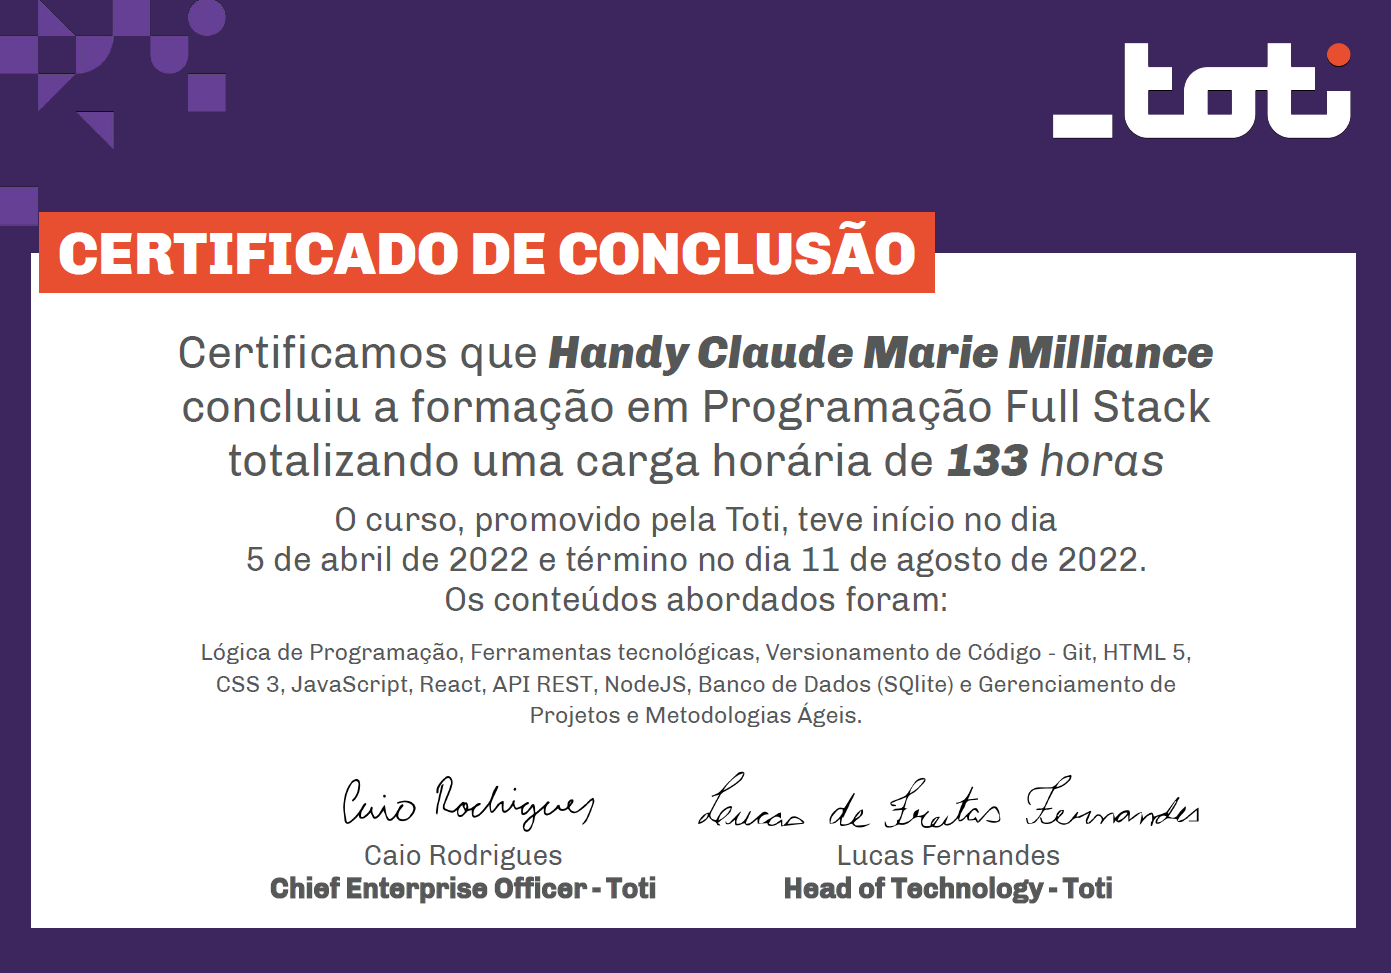 _toti
CERTIFICADO DE CONCLUSÃO
Certificamos que Handy Claude Marie Milliance
concluiu a formação em Programação Full Stack
totalizando uma carga horária de 133 horas
O curso, promovido pela Toti, teve início no dia
5 de abril de 2022 e término no dia 11 de agosto de 2022.
Os conteúdos abordados foram:
Lógica de Programação, Ferramentas tecnológicas, Versionamento de Código - Git, HTML 5,
CSS 3, JavaScript, React, API REST, NodeJS, Banco de Dados (SQlite) e Gerenciamento de
Projetos e Metodologias Ágeis.
Caio Rodrigues
Leucas de Freitas Fernandes
Caio Rodrigues
Chief Enterprise Officer - Toti
Lucas Fernandes
Head of Technology - Toti